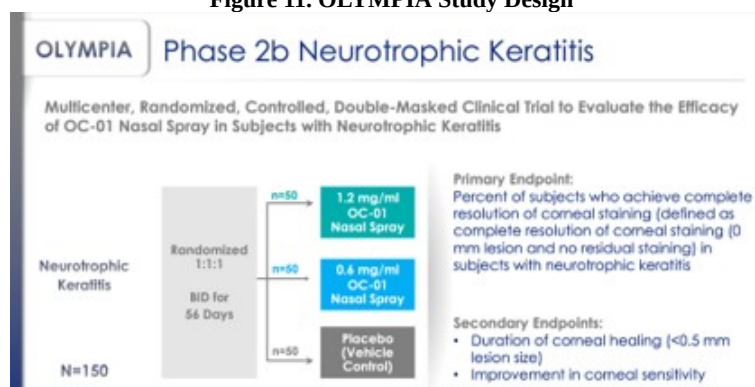 Figure 11. OLYMPIA Study Design
OLYMPIA
Phase 2b Neurotrophic Keratitis
Multicenter, Randomized, Controlled, Double-Masked Clinical Trial to Evaluate the Efficacy
of OC-01 Nasal Spray in Subjects with Neurotrophic Keratitis
Neurotrophic
Keratitis
N=150
Randomized
1:1:1
BID for
56 Days
n=50
1.2 mg/ml
OC-01
Nasal Spray
n=50
0.6 mg/ml
OC-01
Nasal Spray
n=50
Placebo
(Vehicle
Control)
Primary Endpoint:
Percent of subjects who achieve complete
resolution of corneal staining (defined as
complete resolution of corneal staining (0
mm lesion and no residual staining) in
subjects with neurotrophic keratitis
Secondary Endpoints:
• Duration of corneal healing (<0.5 mm
lesion size)
• Improvement in corneal sensitivity